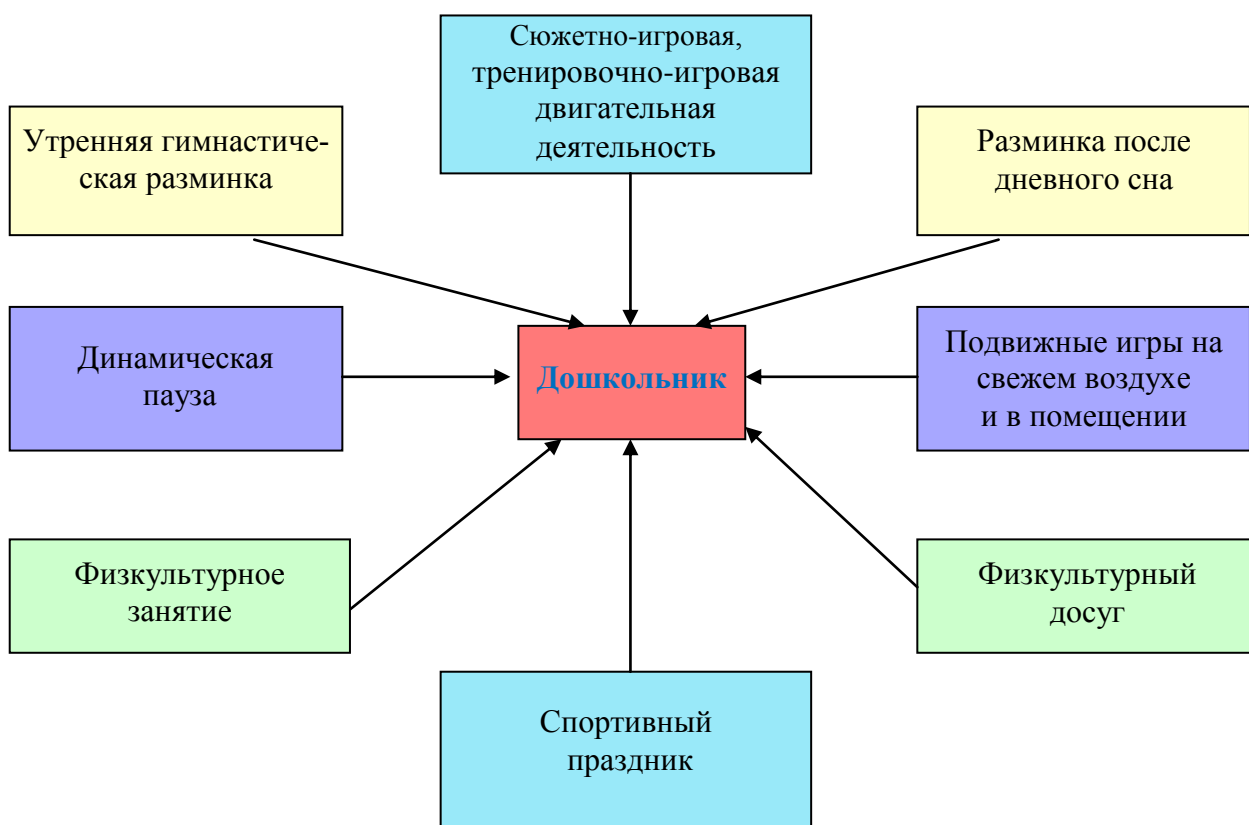 Сюжетно-игровая,
тренировочно-игровая
двигательная
деятельность
Утренняя гимнастиче-
ская разминка
Разминка после
дневного сна
Динамическая
пауза
Дошкольник
Подвижные игры на
свежем воздухе
и в помещении
Физкультурное
занятие
Физкультурный
досуг
Спортивный
праздник